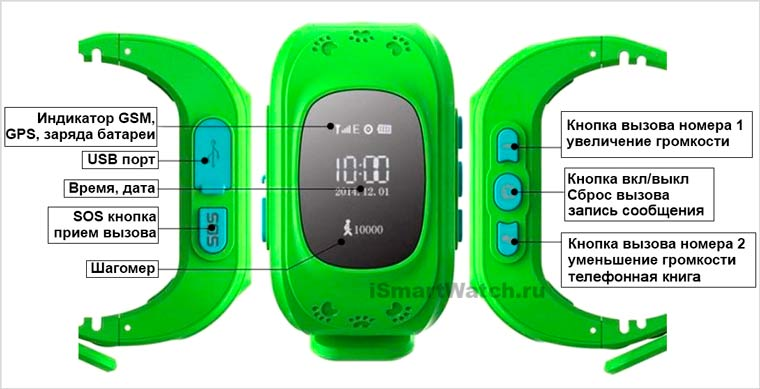 Индикатор GSM,
GPS, заряда батареи
USB порт
Время, дата
SOS кнопка
прием вызова
Шагомер
SOS
E
10:00
2014.12.01
10000
iSmartWatch.ru
Кнопка вызова номера 1
увеличение громкости
Кнопка вкл/выкл
Сброс вызова
запись сообщения
Кнопка вызова номера 2
уменьшение громкости
телефонная книга